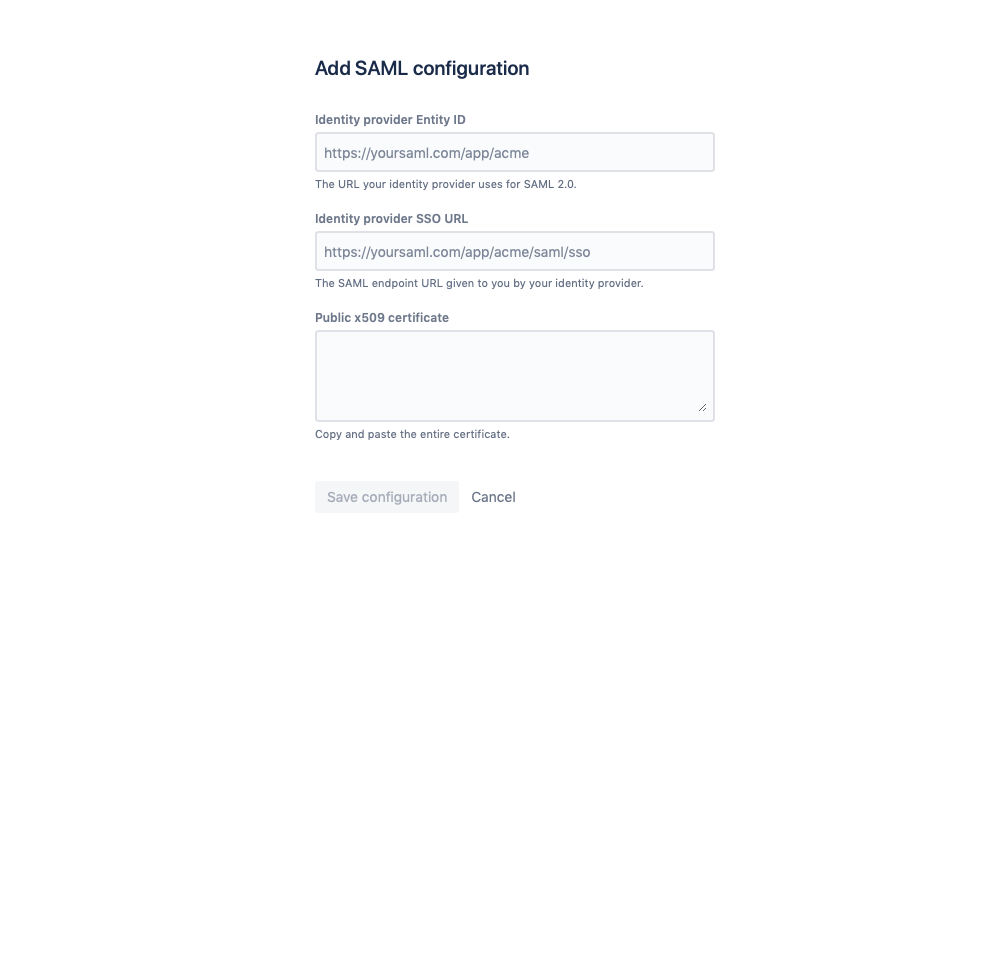 Add SAML configuration
Identity provider Entity ID
https://yoursaml.com/app/acme
The URL your identity provider uses for SAML 2.0.
Identity provider SSO URL
https://yoursaml.com/app/acme/saml/sso
The SAML endpoint URL given to you by your identity provider.
Public x509 certificate
Copy and paste the entire certificate.
Save configuration Cancel